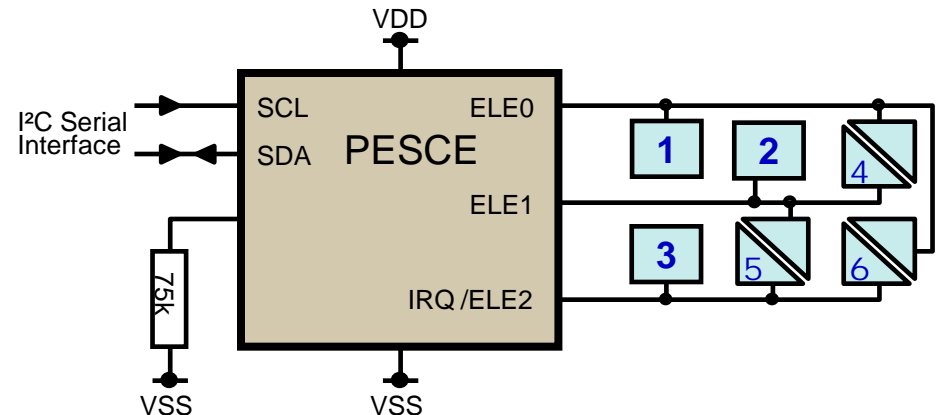 VDD
I²C Serial
Interface
SCL
SDA
PESCE
ELE0
ELE1
IRQ /ELE2
75k
VSS
VSS
1
2
4
3
5
6